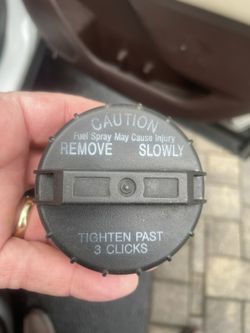 CAUTION
Fuel Spray May Cause Injury
REMOVE SLOWLY
TIGHTEN PAST
3 CLICKS